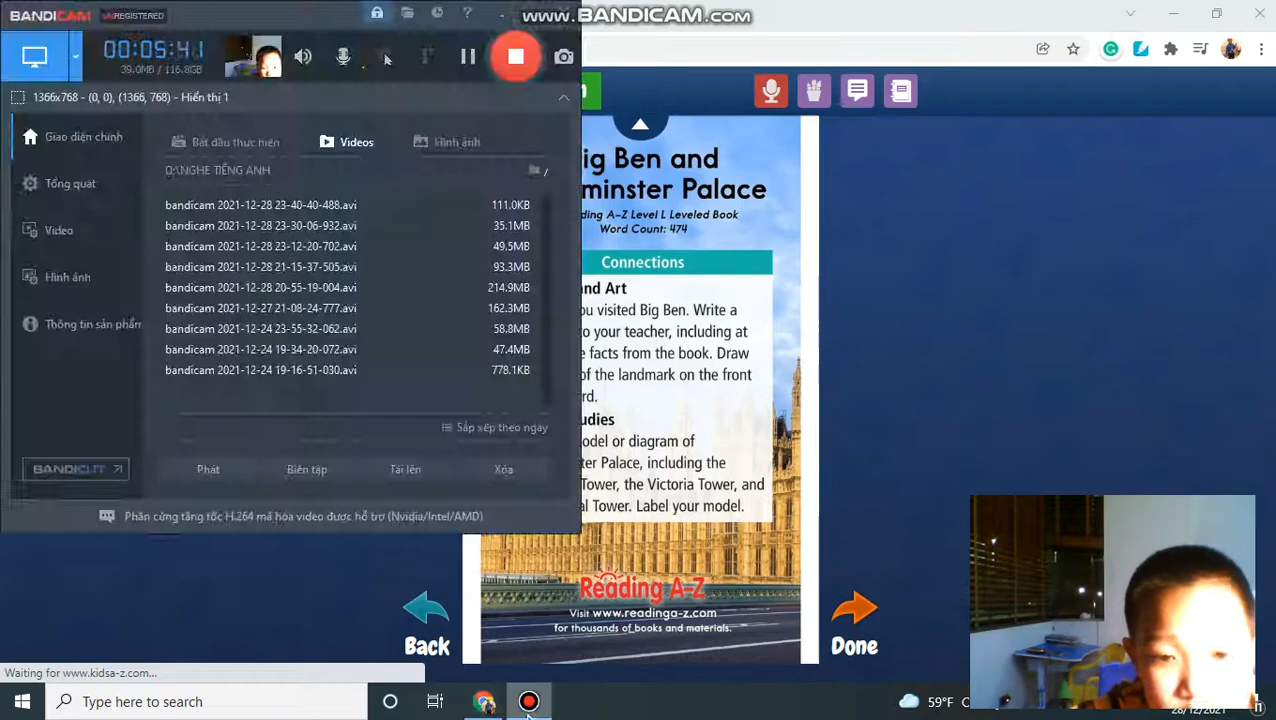 BANDICAM REGISTERED
www.BANDICAM.com
00:05:41
39.0MB / 116.8GB
1366x768 - (0, 0), (1366, 768) - Hiển thị 1
Giao diện chính
Tổng quát
Video
Hình ảnh
Thông tin sản phẩm
Bắt đầu thực hiện
Videos
Hình ảnh
D:\NGHE TIẾNG ANH
bandicam 2021-12-28 23-40-40-488.avi 111.0KB
bandicam 2021-12-28 23-30-06-932.avi 35.1MB
bandicam 2021-12-28 23-12-20-702.avi 49.5MB
bandicam 2021-12-28 21-15-37-505.avi 93.3MB
bandicam 2021-12-28 20-55-19-004.avi 214.9MB
bandicam 2021-12-27 21-08-24-777.avi 162.3MB
bandicam 2021-12-24 23-55-32-062.avi 58.8MB
bandicam 2021-12-24 19-34-20-072.avi 47.4MB
bandicam 2021-12-24 19-16-51-030.avi 778.1KB
Sắp xếp theo ngày
BANDICUT
Phát
Biên tập
Tải lên
Xóa
Phần cứng tăng tốc H.264 mã hóa video được hỗ trợ (Nvidia/Intel/AMD)
ig Ben and
minster Palace
ding A–Z Level L Leveled Book
Word Count: 474
Connections
and Art
ou visited Big Ben. Write a
to your teacher, including at
e facts from the book. Draw
of the landmark on the front
rd.
udies
odel or diagram of
ter Palace, including the
Tower, the Victoria Tower, and
al Tower. Label your model.
Reading A-Z
Visit www.readinga-z.com
for thousands of books and materials.
Back
Done
Waiting for www.kidsa-z.com...
Type here to search
59°F
28/12/2021